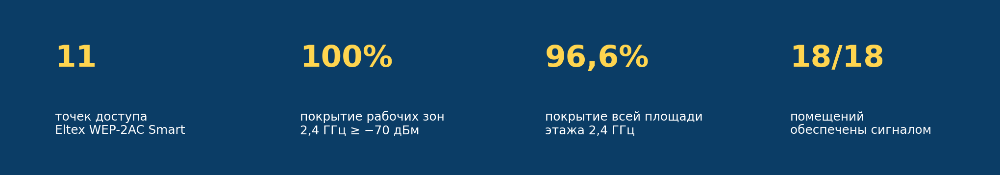 11
точек доступа
Eltex WEP-2AC Smart
100%
покрытие рабочих зон
2,4 ГГц ≥ −70 дБм
96,6%
покрытие всей площади
этажа 2,4 ГГц
18/18
помещений
обеспечены сигналом